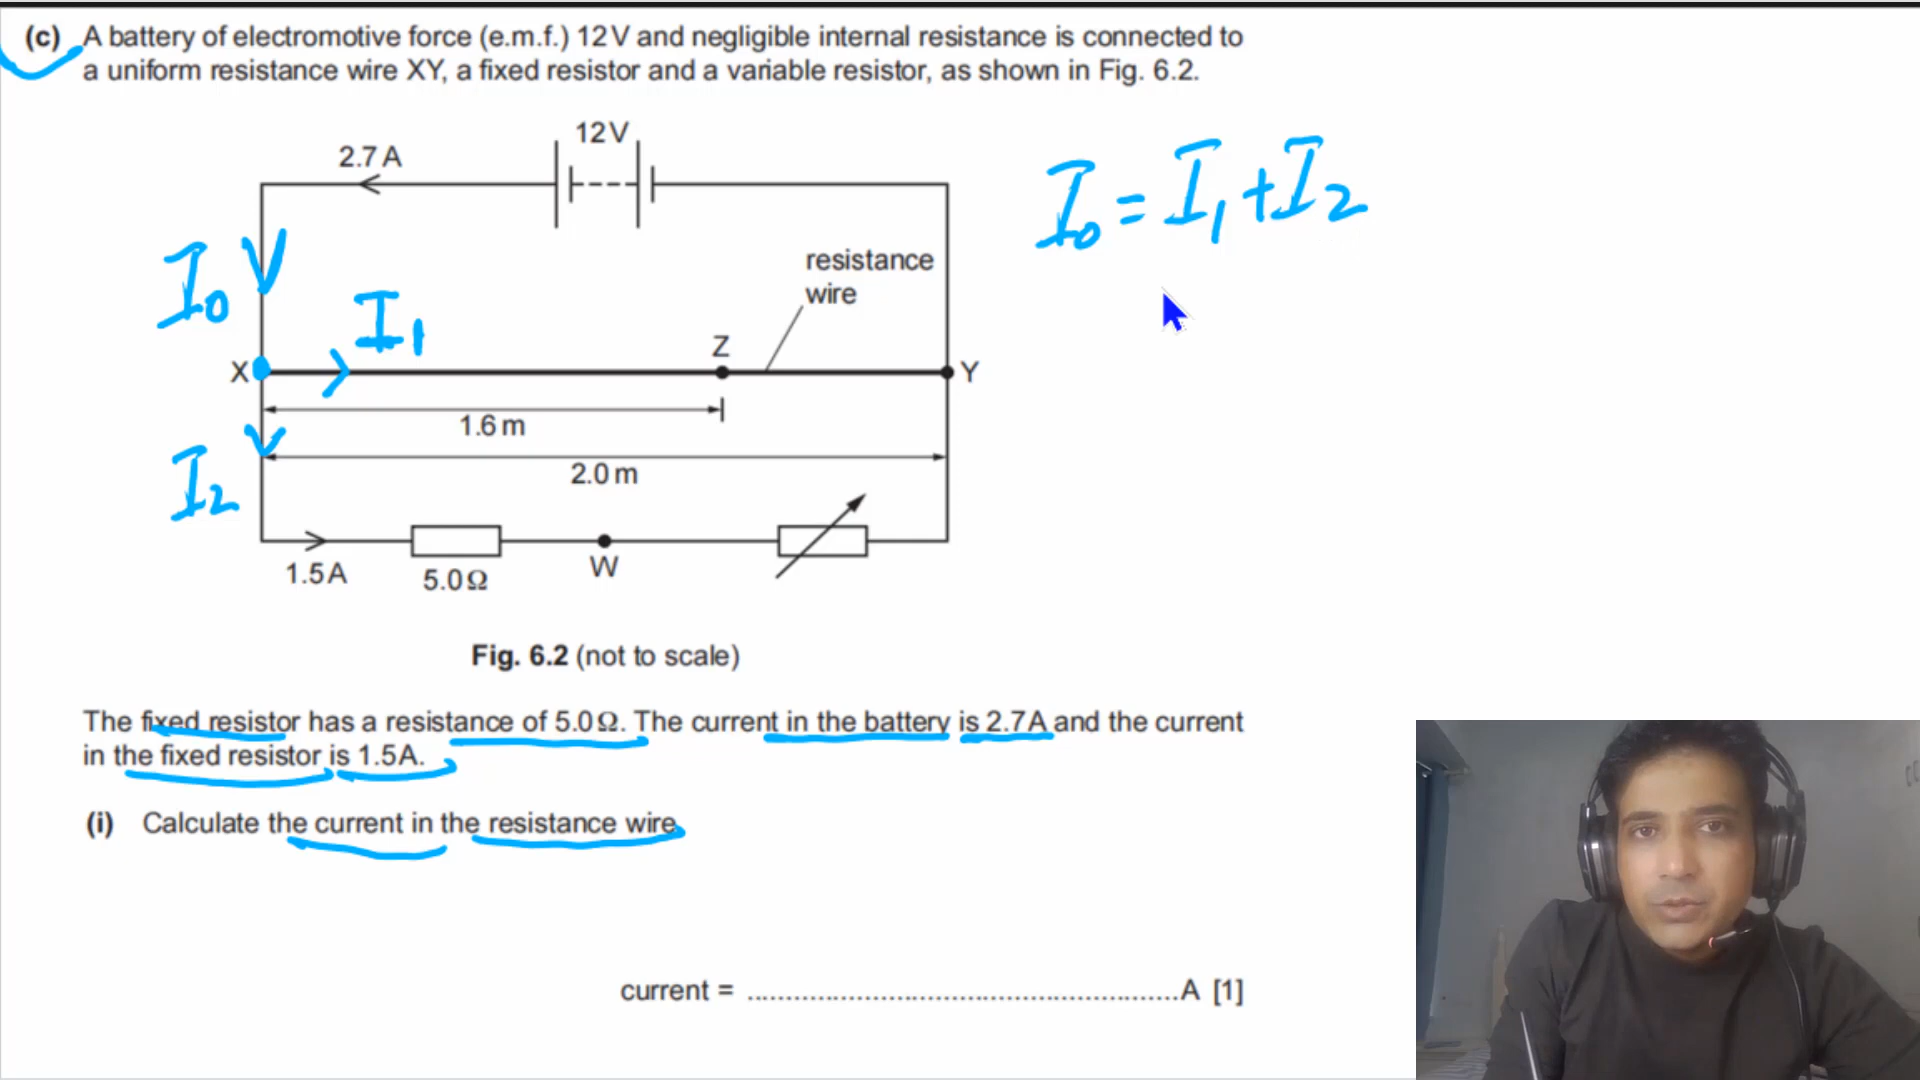 (c) A battery of electromotive force (e.m.f.) 12V and negligible internal resistance is connected to
a uniform resistance wire XY, a fixed resistor and a variable resistor, as shown in Fig. 6.2.
12V
2.7A
I₀ = I₁ + I₂
I₀
resistance
wire
I₁
Z
X
Y
1.6m
2.0m
I₂
1.5A
5.0Ω
W
Fig. 6.2 (not to scale)
The fixed resistor has a resistance of 5.0Ω. The current in the battery is 2.7A and the current
in the fixed resistor is 1.5A.
(i) Calculate the current in the resistance wire.
current = ........................................................A [1]